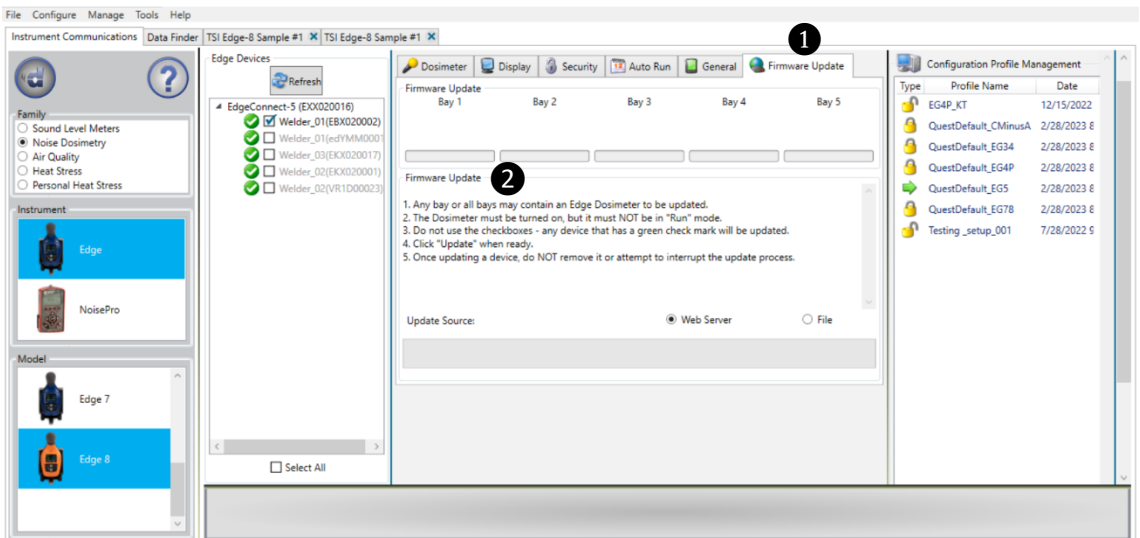 File Configure Manage Tools Help
Instrument Communications Data Finder TSI Edge-8 Sample #1 TSI Edge-8 Sample #1
1
Family
Sound Level Meters
Noise Dosimetry
Air Quality
Heat Stress
Personal Heat Stress
Instrument
Edge
NoisePro
Model
Edge 7
Edge 8
Edge Devices
Refresh
EdgeConnect-5 (EXX020016)
Welder_01(EBX020002)
Welder_01(edYMM0001
Welder_03(EKX020017)
Welder_02(EKX020001)
Welder_02(VR1D00023)
Select All
Dosimeter Display Security Auto Run General Firmware Update
Firmware Update
Bay 1 Bay 2 Bay 3 Bay 4 Bay 5
Firmware Update 2
1. Any bay or all bays may contain an Edge Dosimeter to be updated.
2. The Dosimeter must be turned on, but it must NOT be in "Run" mode.
3. Do not use the checkboxes - any device that has a green check mark will be updated.
4. Click "Update" when ready.
5. Once updating a device, do NOT remove it or attempt to interrupt the update process.
Update Source: Web Server File
Configuration Profile Management
Type Profile Name Date
EG4P_KT 12/15/2022
QuestDefault_CMinusA 2/28/2023 8
QuestDefault_EG34 2/28/2023 8
QuestDefault_EG4P 2/28/2023 8
QuestDefault_EG5 2/28/2023 8
QuestDefault_EG78 2/28/2023 8
Testing _setup_001 7/28/2022 9